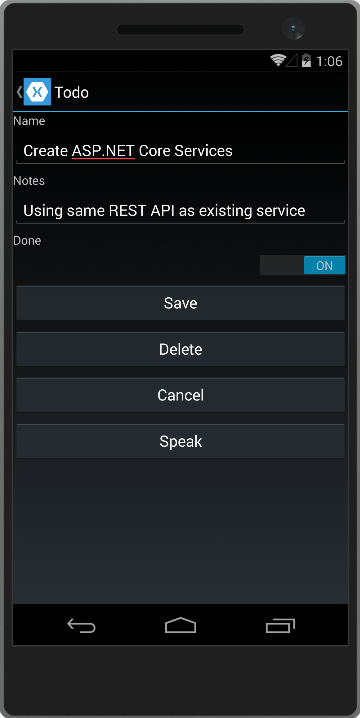 1:06
Todo
Name
Create ASP.NET Core Services
Notes
Using same REST API as existing service
Done
ON
Save
Delete
Cancel
Speak